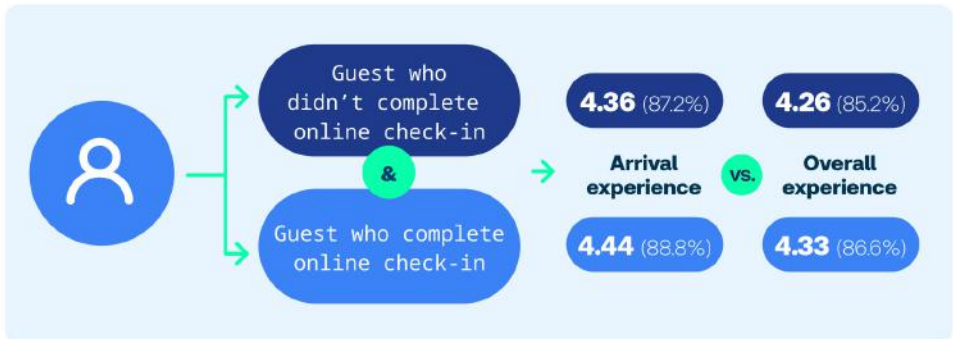 Guest who
didn't complete
online check-in
&
Guest who complete
online check-in
4.36 (87.2%)
4.26 (85.2%)
Arrival
experience
vs.
Overall
experience
4.44 (88.8%)
4.33 (86.6%)